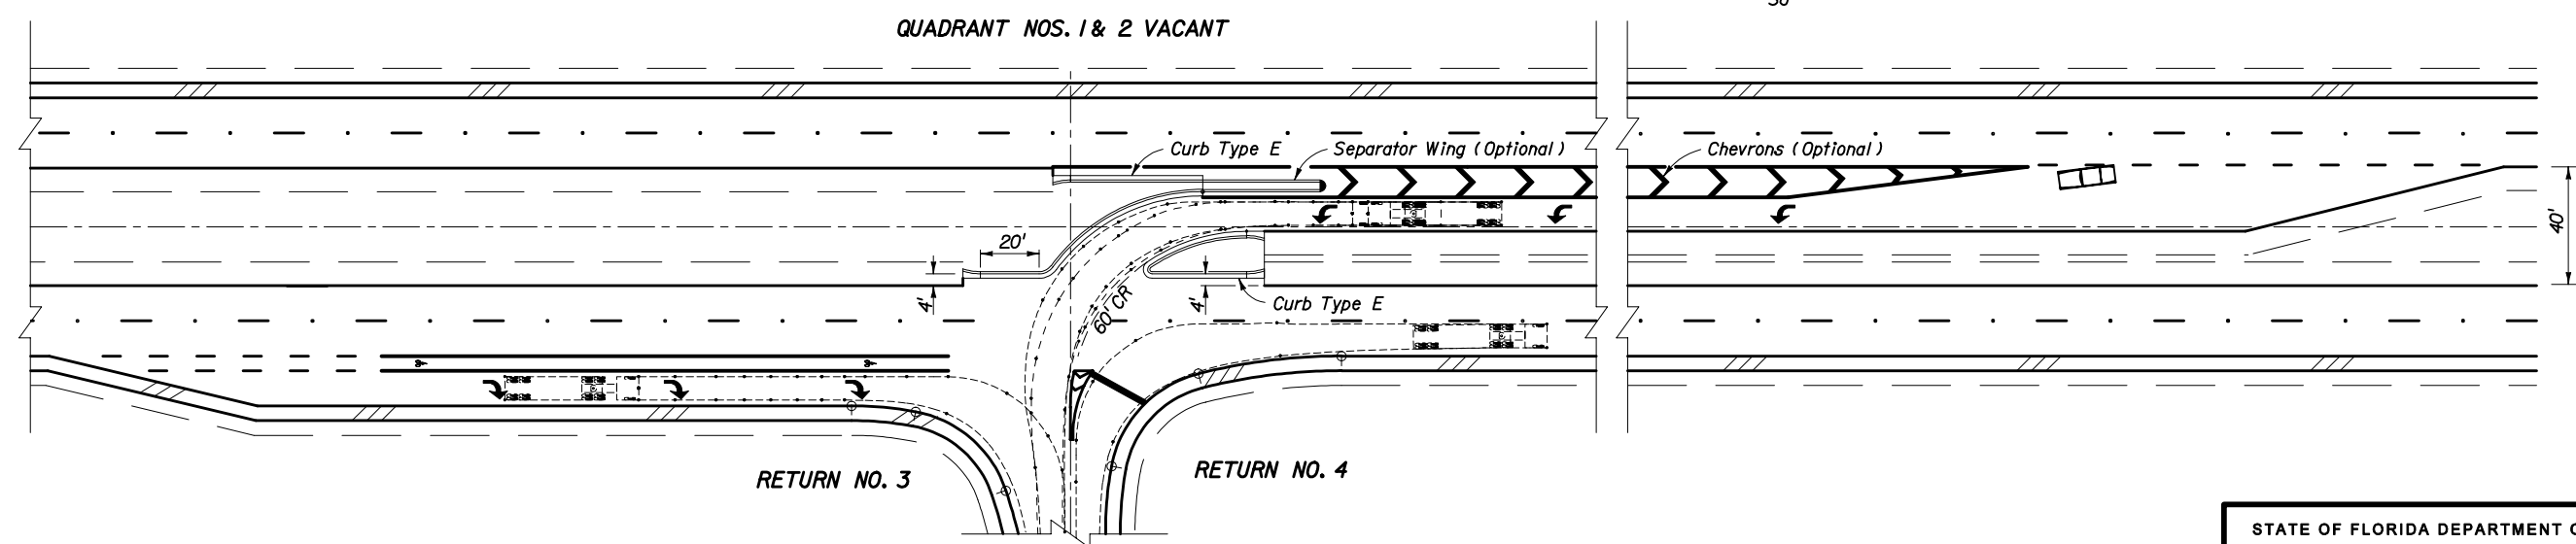 QUADRANT NOS. 1 & 2 VACANT
Curb Type E
Separator Wing (Optional)
Chevrons (Optional)
20'
4'
60' CR
4'
Curb Type E
40'
RETURN NO. 3
RETURN NO. 4
STATE OF FLORIDA DEPARTMENT